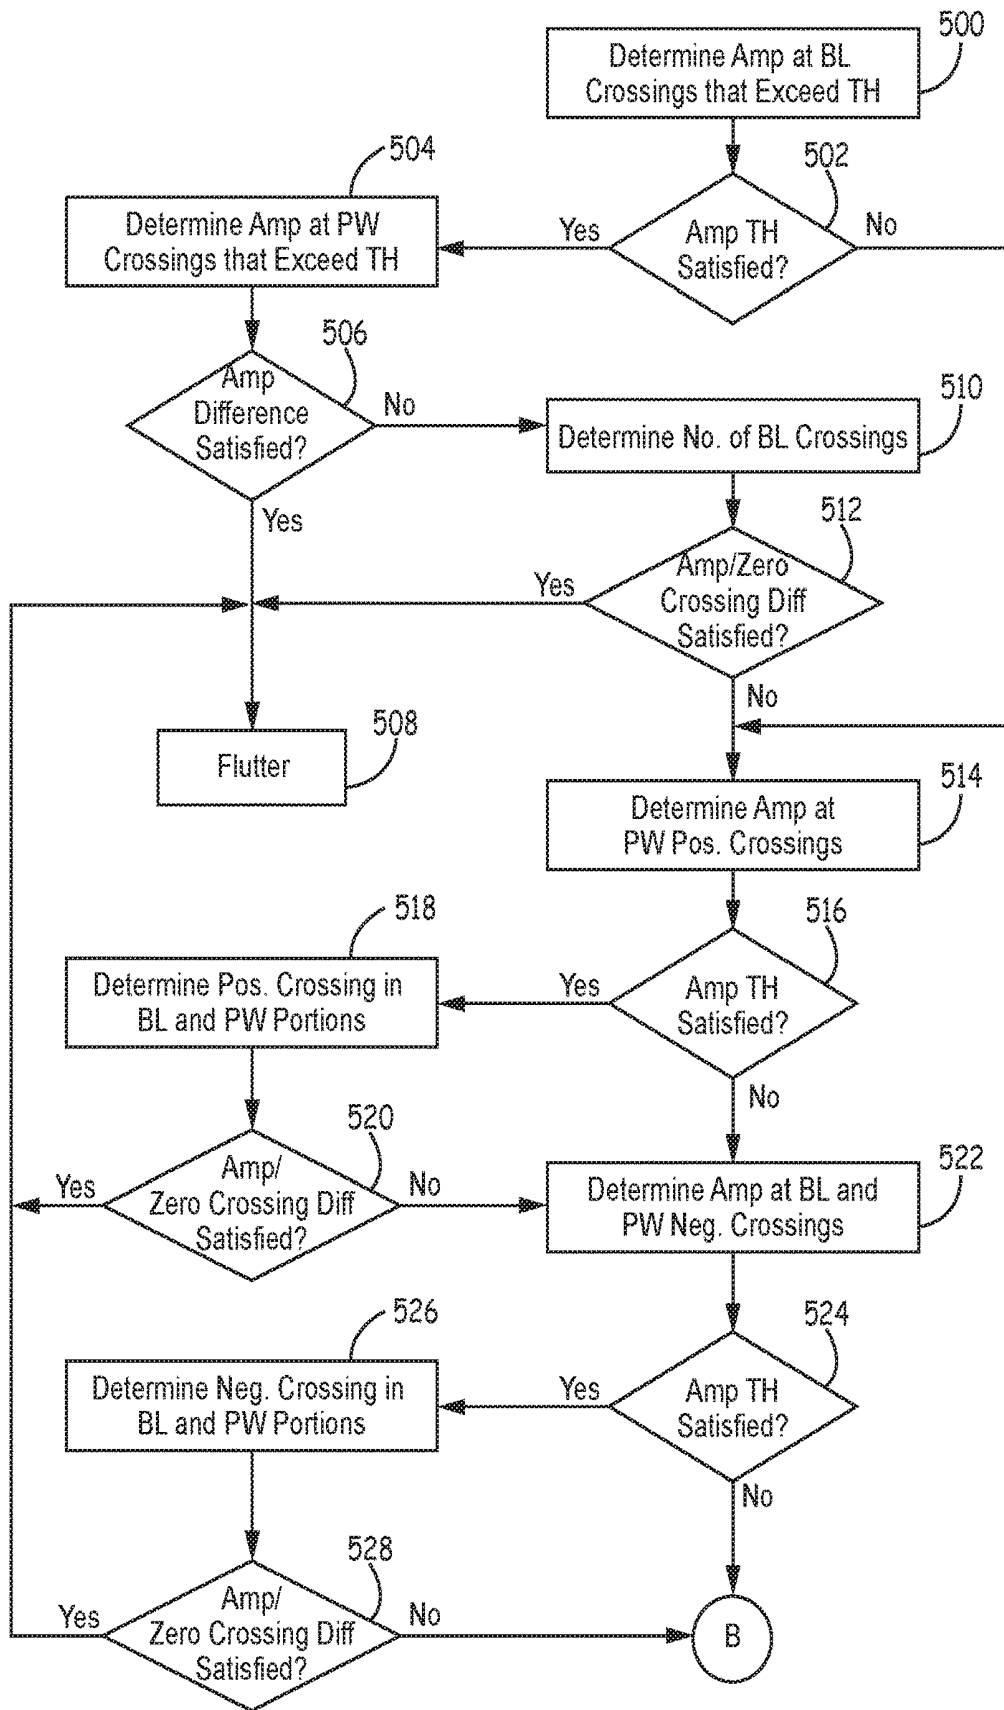 500
Determine Amp at BL
Crossings that Exceed TH
504
502
Determine Amp at PW
Crossings that Exceed TH
Yes
Amp TH
Satisfied?
No
506
Amp
Difference
Satisfied?
No
510
Determine No. of BL Crossings
Yes
512
Yes
Amp/Zero
Crossing Diff
Satisfied?
No
508
Flutter
514
Determine Amp at
PW Pos. Crossings
518
516
Determine Pos. Crossing in
BL and PW Portions
Yes
Amp TH
Satisfied?
No
520
Yes
Amp/
Zero Crossing Diff
Satisfied?
No
522
Determine Amp at BL and
PW Neg. Crossings
526
524
Determine Neg. Crossing in
BL and PW Portions
Yes
Amp TH
Satisfied?
No
528
Yes
Amp/
Zero Crossing Diff
Satisfied?
No
B